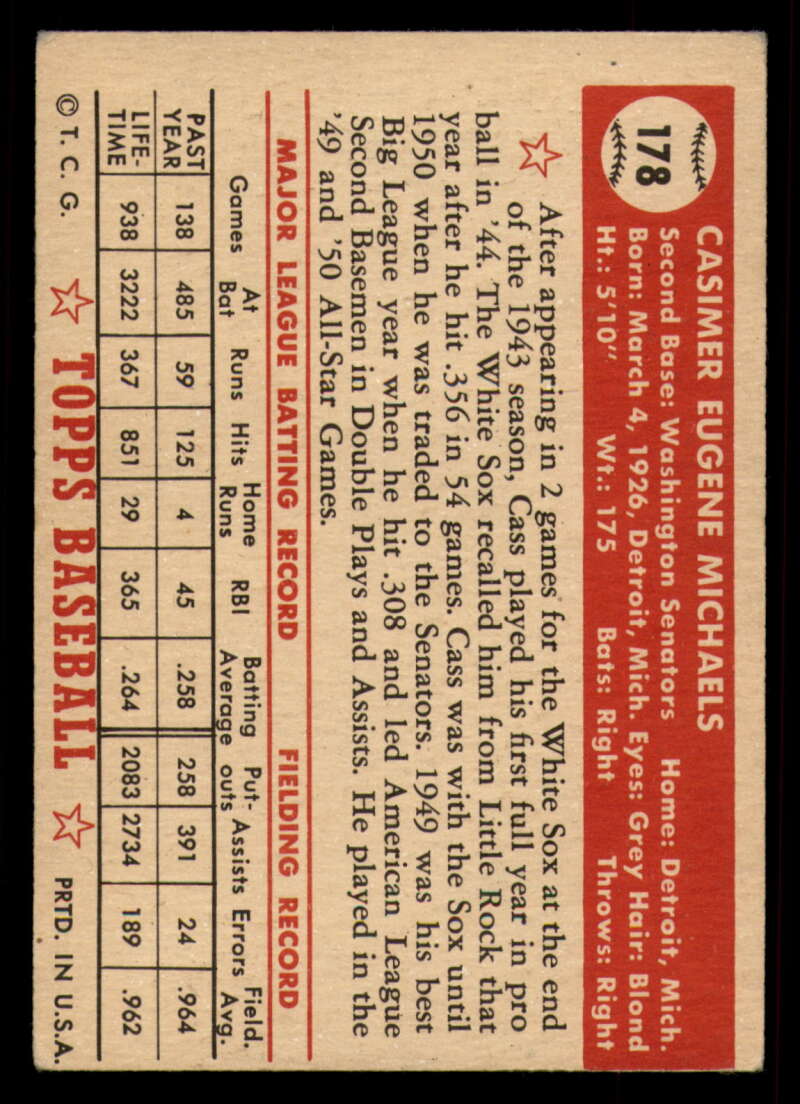 178
CASIMER EUGENE MICHAELS
Second Base: Washington Senators Home: Detroit, Mich.
Born: March 4, 1926, Detroit, Mich. Eyes: Grey Hair: Blond
Ht.: 5'10" Wt.: 175 Bats: Right Throws: Right
After appearing in 2 games for the White Sox at the end
of the 1943 season, Cass played his first full year in pro
ball in '44. The White Sox recalled him from Little Rock that
year after he hit .356 in 54 games. Cass was with the Sox until
1950 when he was traded to the Senators. 1949 was his best
Big League year when he hit .308 and led American League
Second Basemen in Double Plays and Assists. He played in the
'49 and '50 All-Star Games.
MAJOR LEAGUE BATTING RECORD FIELDING RECORD
Games At Bat Runs Hits Home Runs RBI Batting Average Put-outs Assists Errors Field. Avg.
PAST YEAR 138 485 59 125 4 45 .258 258 391 24 .964
LIFE-TIME 938 3222 367 851 29 365 .264 2083 2734 189 .962
© T. C. G. TOPPS BASEBALL PRTD. IN U.S.A.